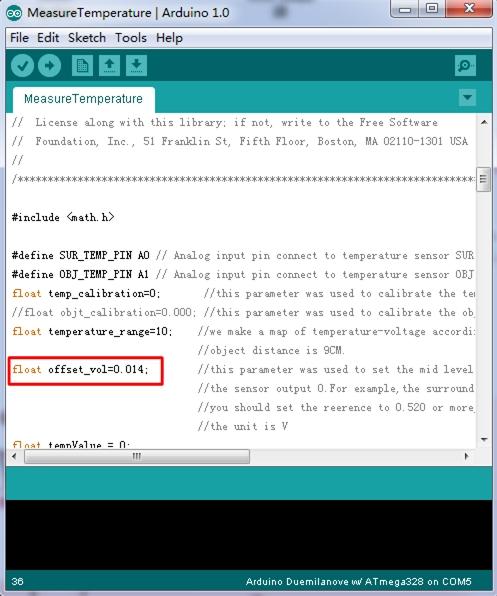 MeasureTemperature | Arduino 1.0
File Edit Sketch Tools Help
MeasureTemperature
// License along with this library; if not, write to the Free Software
// Foundation, Inc., 51 Franklin St, Fifth Floor, Boston, MA 02110-1301 USA
//
/*******************************************************************************
#include <math.h>
#define SUR_TEMP_PIN A0 // Analog input pin connect to temperature sensor SUR
#define OBJ_TEMP_PIN A1 // Analog input pin connect to temperature sensor OBJ
float temp_calibration=0; //this parameter was used to calibrate the te
//float objt_calibration=0.000; //this parameter was used to calibrate the ob
float temperature_range=10; //we make a map of temperature-voltage accordi
//object distance is 9CM.
float offset_vol=0.014; //this parameter was used to set the mid level
//the sensor output 0.For example,the surround
//you should set the reerence to 0.520 or more
//the unit is V
float tempValue = 0;
36
Arduino Duemilanove w/ ATmega328 on COM5